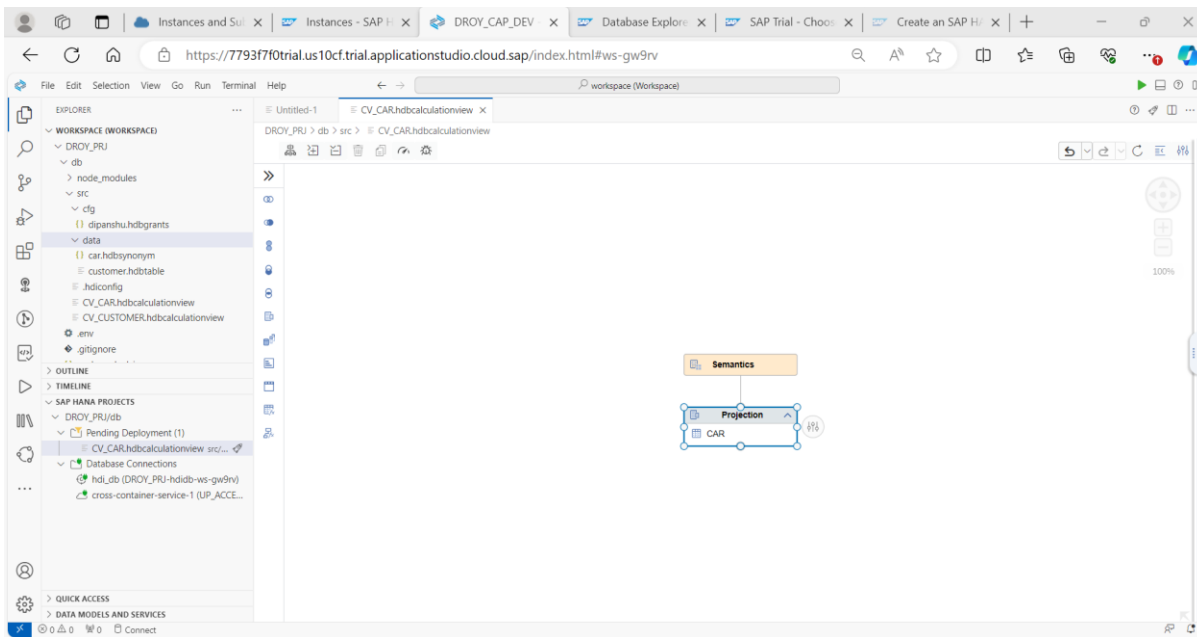 Instances and Sul
Instances - SAP H
DROY_CAP_DEV
Database Explore
SAP Trial - Choos
Create an SAP H
https://7793f7f0trial.us10cf.trial.applicationstudio.cloud.sap/index.html#ws-gw9rv
File Edit Selection View Go Run Terminal Help
workspace (Workspace)
EXPLORER
Untitled-1
CV_CAR.hdbcalculationview
DROY_PRJ > db > src > CV_CAR.hdbcalculationview
WORKSPACE (WORKSPACE)
DROY_PRJ
db
node_modules
src
cfg
dipanshu.hdbgrants
data
car.hdbsynonym
customer.hdbtable
.hdiconfig
CV_CAR.hdbcalculationview
CV_CUSTOMER.hdbcalculationview
.env
.gitignore
OUTLINE
TIMELINE
SAP HANA PROJECTS
DROY_PRJ/db
Pending Deployment (1)
CV_CAR.hdbcalculationview src/...
Database Connections
hdi_db (DROY_PRJ-hdidb-ws-gw9rv)
cross-container-service-1 (UP_ACCE...
QUICK ACCESS
DATA MODELS AND SERVICES
0 0 0 Connect
100%
Semantics
Projection
CAR